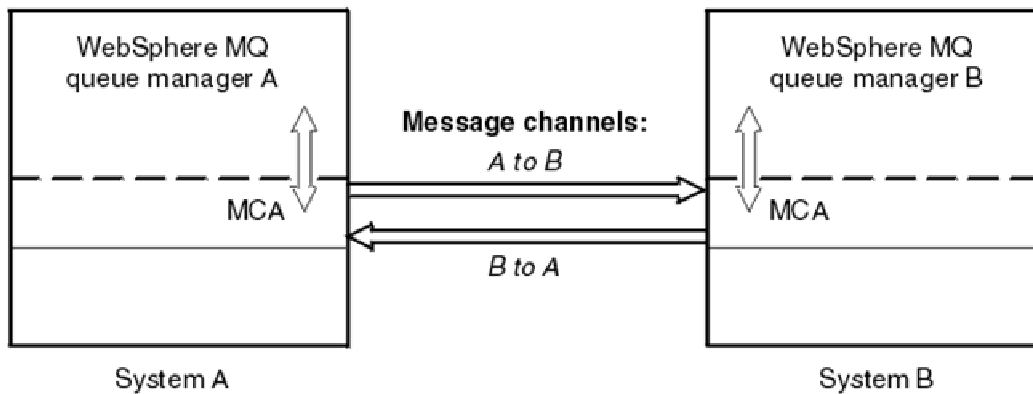 WebSphere MQ
queue manager A
WebSphere MQ
queue manager B
Message channels:
A to B
MCA
MCA
B to A
System A
System B